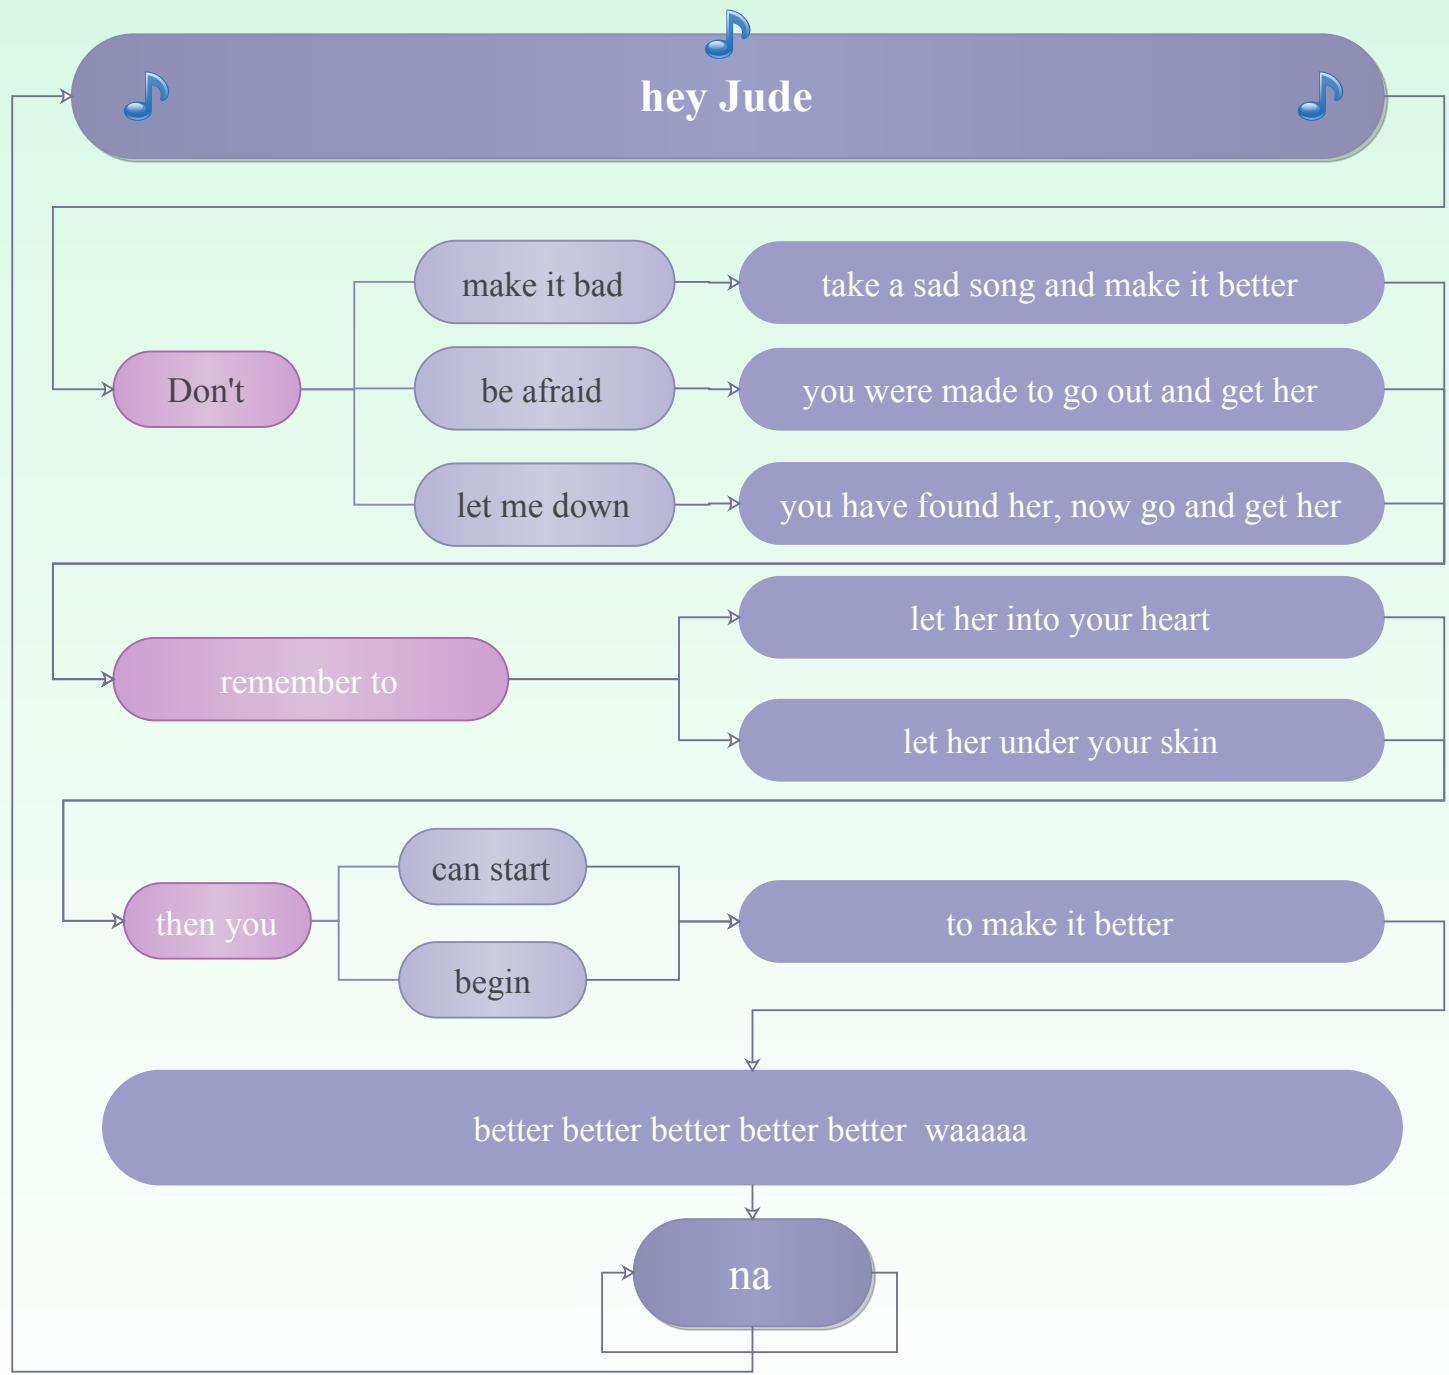 hey Jude
Don't
make it bad
take a sad song and make it better
be afraid
you were made to go out and get her
let me down
you have found her, now go and get her
remember to
let her into your heart
let her under your skin
then you
can start
begin
to make it better
better better better better better  waaaaa
na